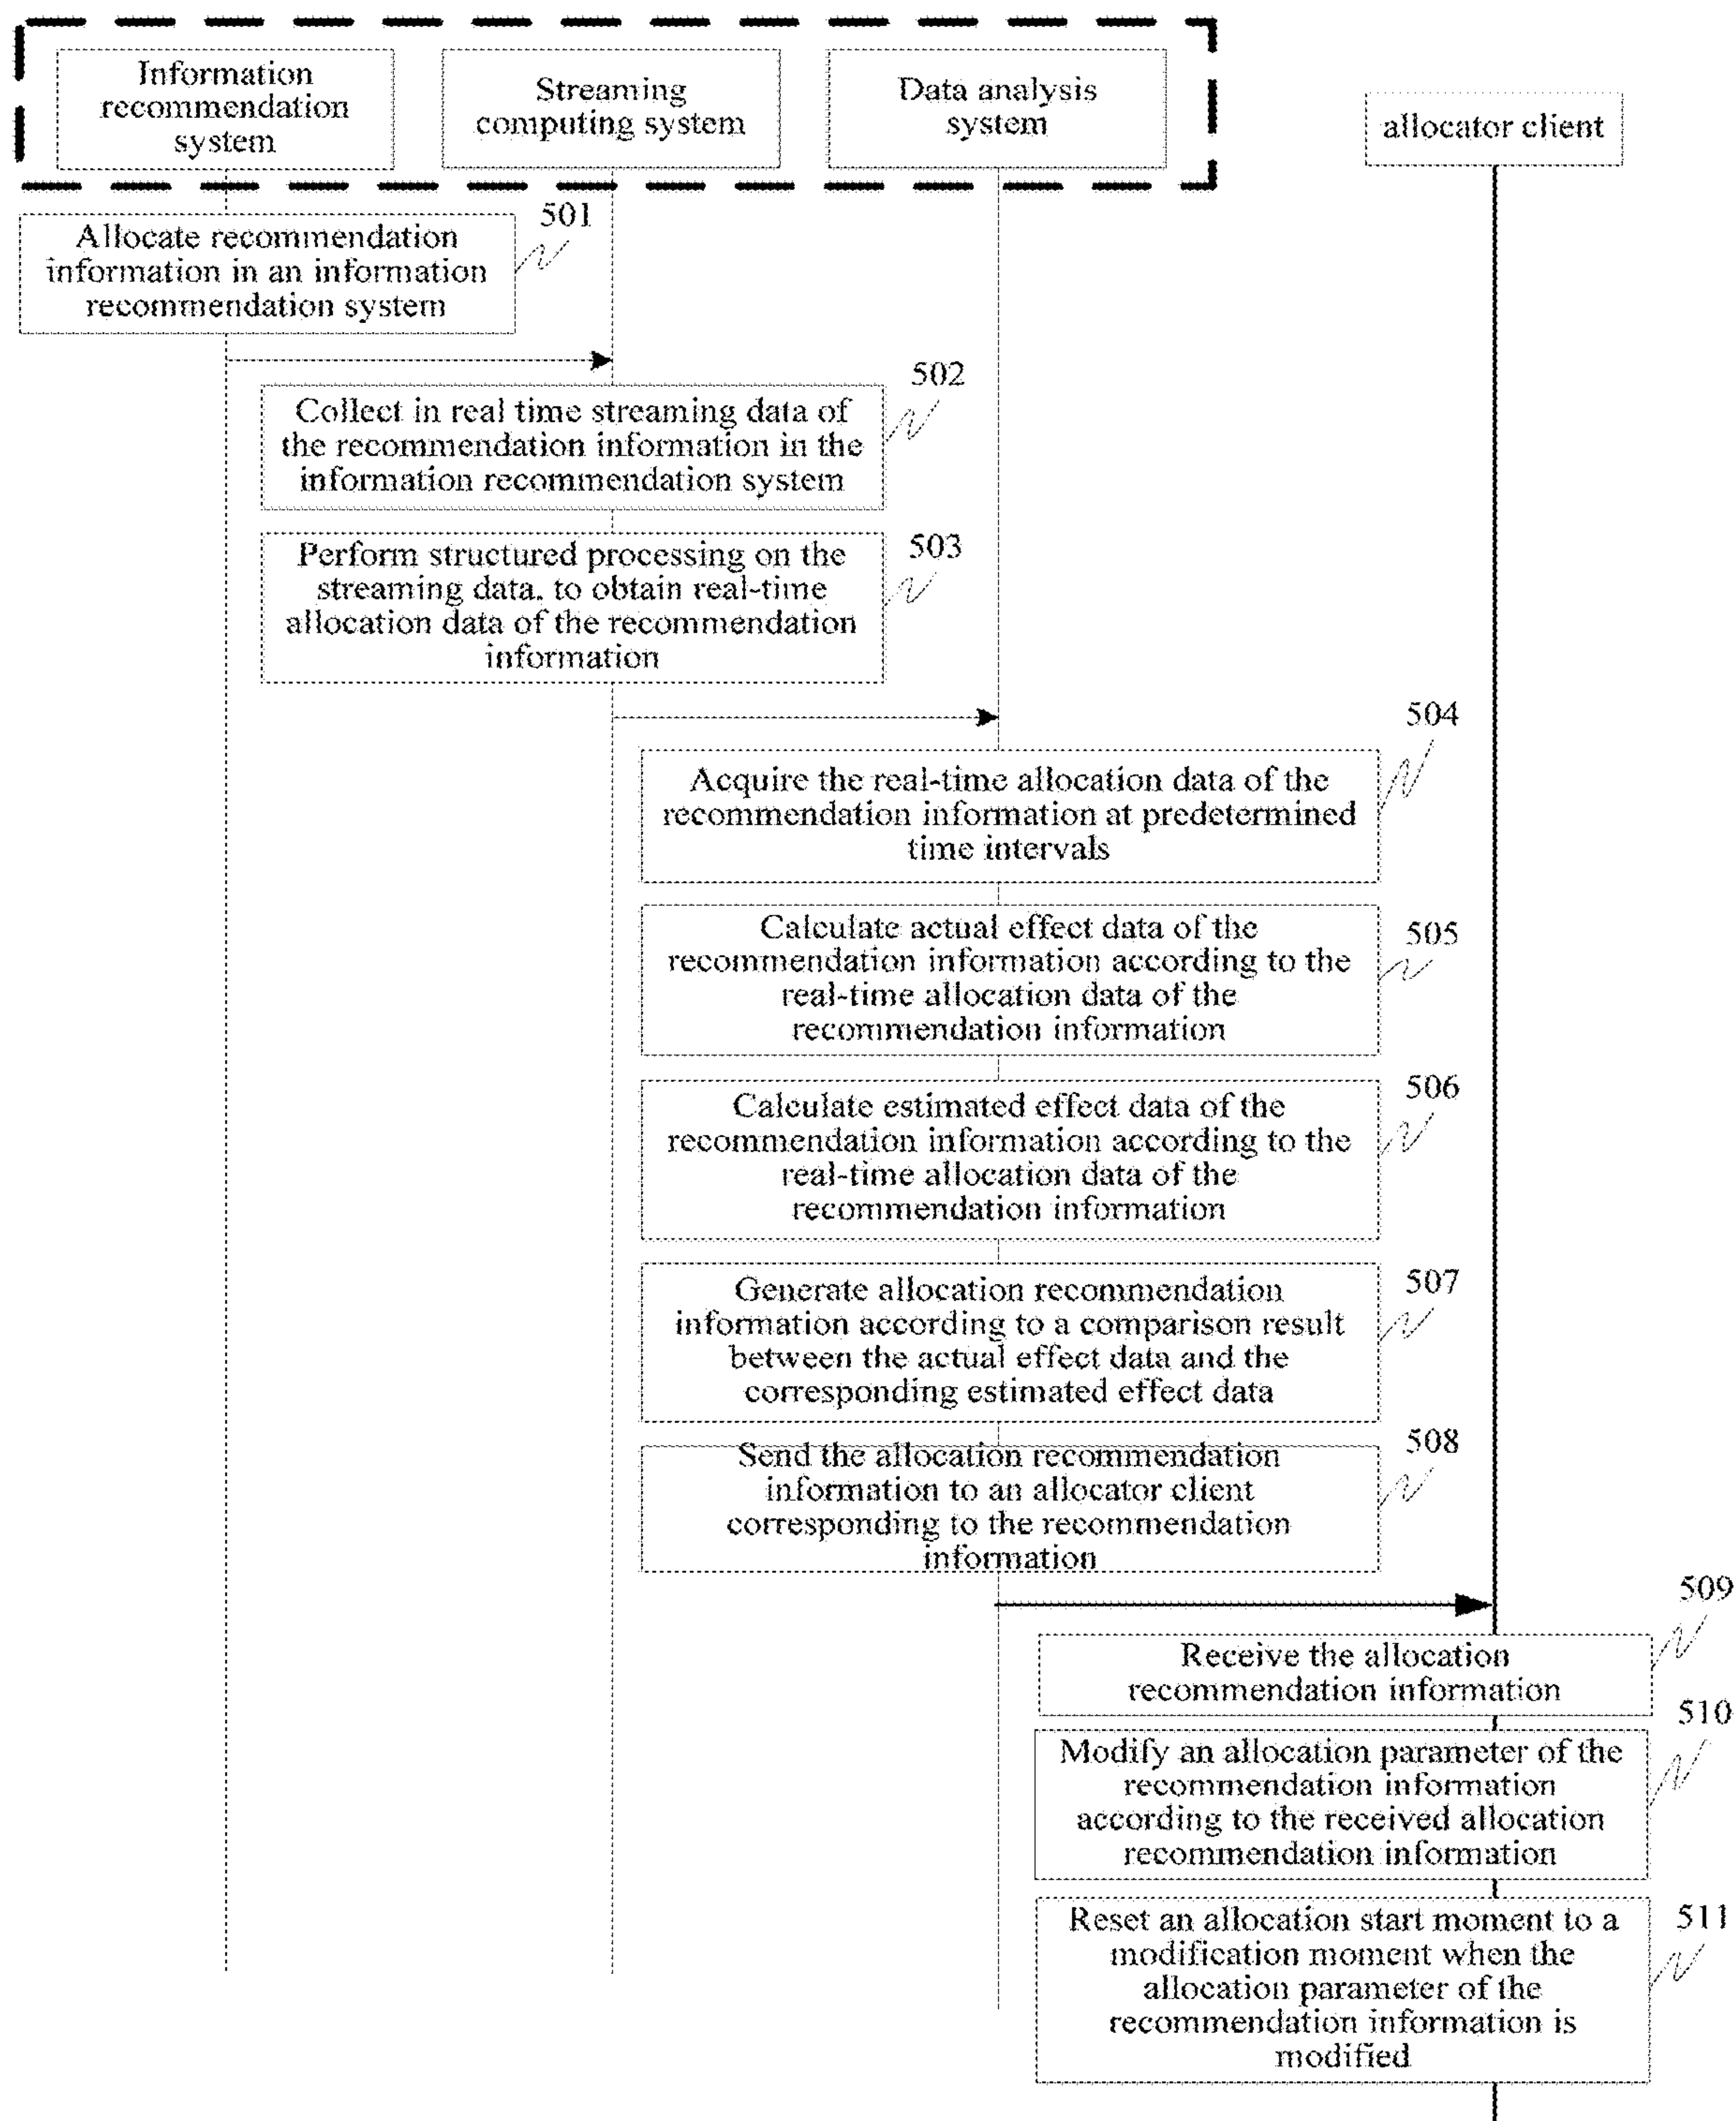 Information
recommendation
system
Streaming
computing system
Data analysis
system
allocator client
501
Allocate recommendation
information in an information
recommendation system
502
Collect in real time streaming data of
the recommendation information in the
information recommendation system
503
Perform structured processing on the
streaming data, to obtain real-time
allocation data of the recommendation
information
504
Acquire the real-time allocation data of the
recommendation information at predetermined
time intervals
505
Calculate actual effect data of the
recommendation information according to the
real-time allocation data of the
recommendation information
506
Calculate estimated effect data of the
recommendation information according to the
real-time allocation data of the
recommendation information
507
Generate allocation recommendation
information according to a comparison result
between the actual effect data and the
corresponding estimated effect data
508
Send the allocation recommendation
information to an allocator client
corresponding to the recommendation
information
509
Receive the allocation
recommendation information
510
Modify an allocation parameter of the
recommendation information
according to the received allocation
recommendation information
511
Reset an allocation start moment to a
modification moment when the
allocation parameter of the
recommendation information is
modified